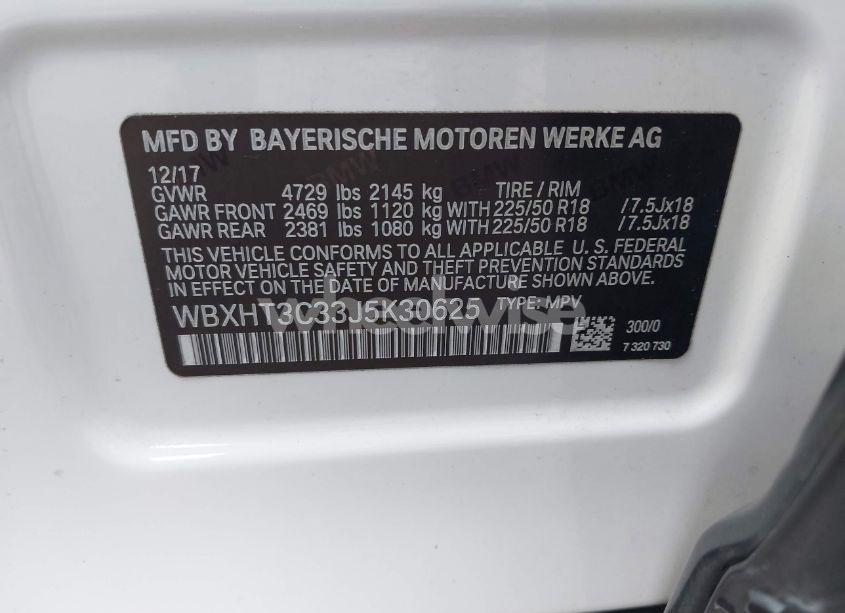 MFD BY BAYERISCHE MOTOREN WERKE AG
12/17
GVWR 4729 lbs 2145 kg TIRE / RIM
GAWR FRONT 2469 lbs 1120 kg WITH 225/50 R18 /7.5Jx18
GAWR REAR 2381 lbs 1080 kg WITH 225/50 R18 /7.5Jx18
THIS VEHICLE CONFORMS TO ALL APPLICABLE U. S. FEDERAL
MOTOR VEHICLE SAFETY AND THEFT PREVENTION STANDARDS
IN EFFECT ON THE DATE OF MANUFACTURE SHOWN ABOVE.
WBXHT3C33J5K30625 TYPE: MPV
wheelwise
300/0
7 320 730